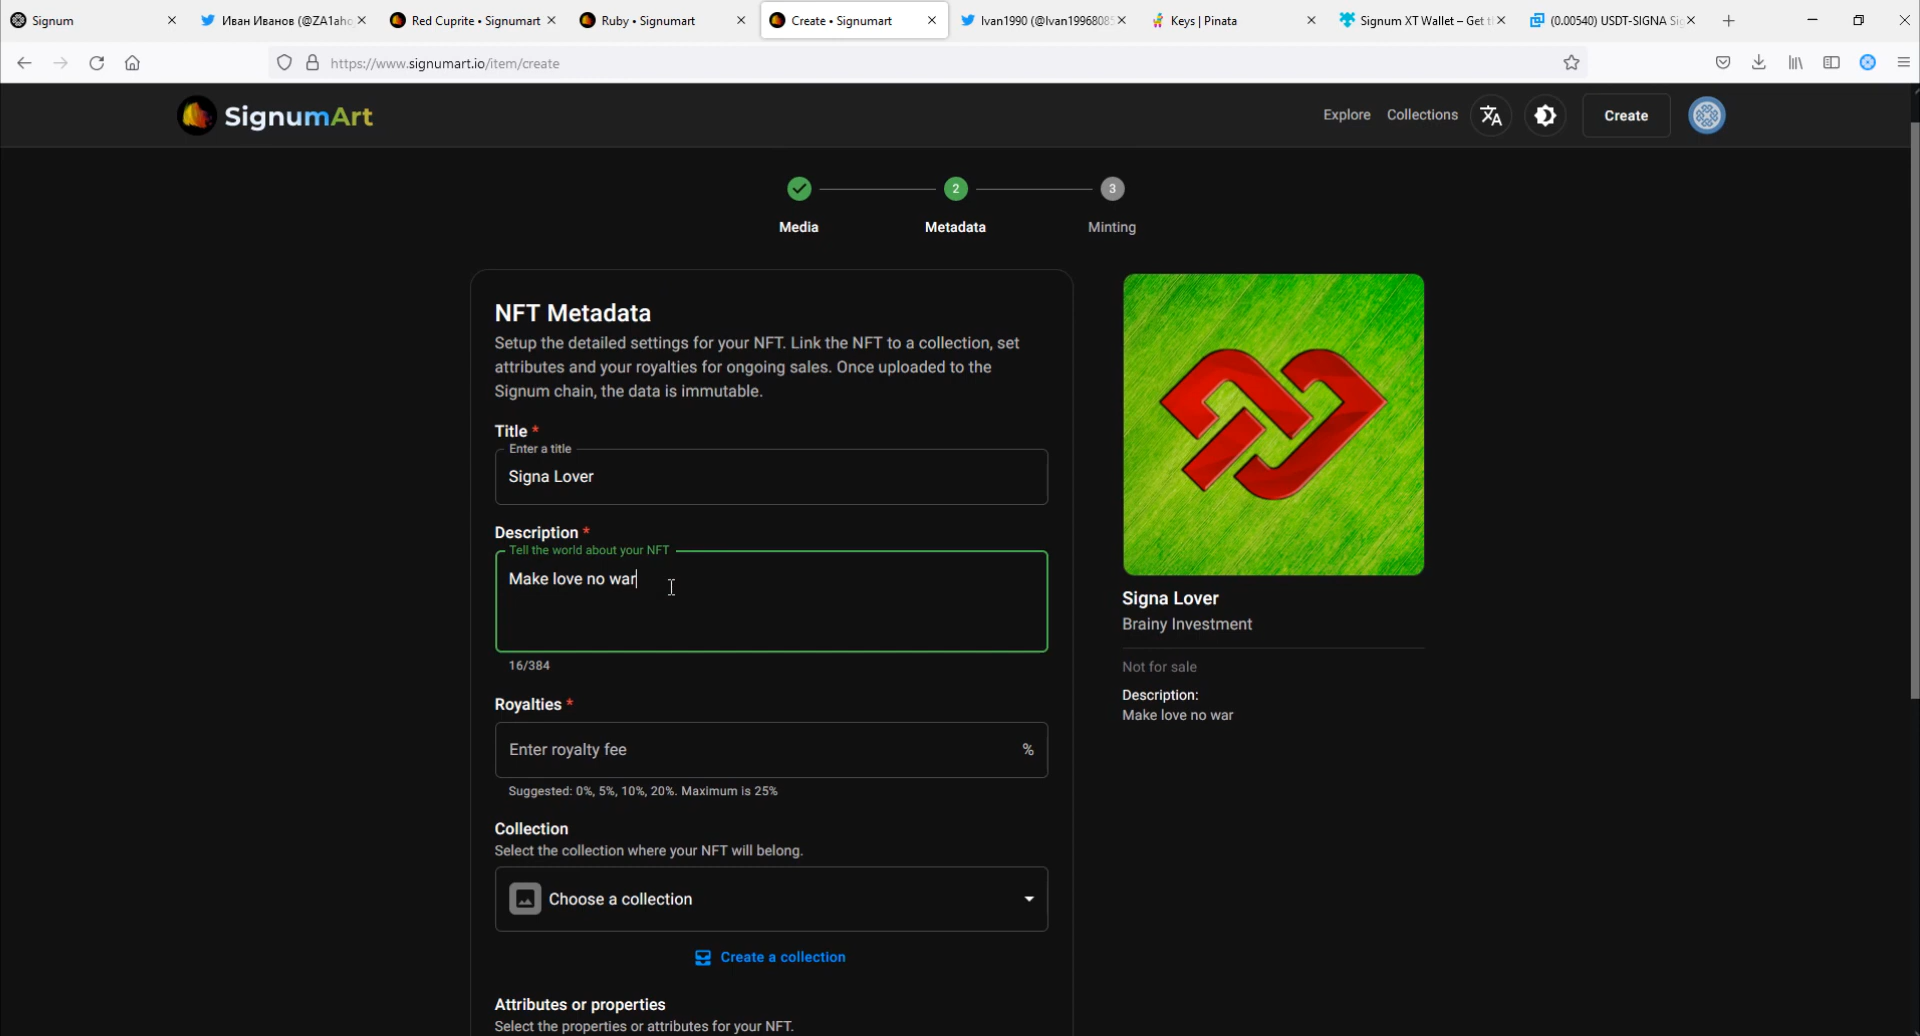 Signum
Иван Иванов (@ZA1aho
Red Cuprite • Signumart
Ruby • Signumart
Create • Signumart
Ivan1990 (@Ivan1996808
Keys | Pinata
Signum XT Wallet – Get t
(0.00540) USDT-SIGNA Si
https://www.signumart.io/item/create
SignumArt
Explore
Collections
Create
2
3
Media
Metadata
Minting
NFT Metadata
Setup the detailed settings for your NFT. Link the NFT to a collection, set
attributes and your royalties for ongoing sales. Once uploaded to the
Signum chain, the data is immutable.
Title *
Enter a title
Signa Lover
Description *
Tell the world about your NFT
Make love no war
16/384
Royalties *
Enter royalty fee
%
Suggested: 0%, 5%, 10%, 20%. Maximum is 25%
Collection
Select the collection where your NFT will belong.
Choose a collection
Create a collection
Attributes or properties
Select the properties or attributes for your NFT.
Signa Lover
Brainy Investment
Not for sale
Description:
Make love no war